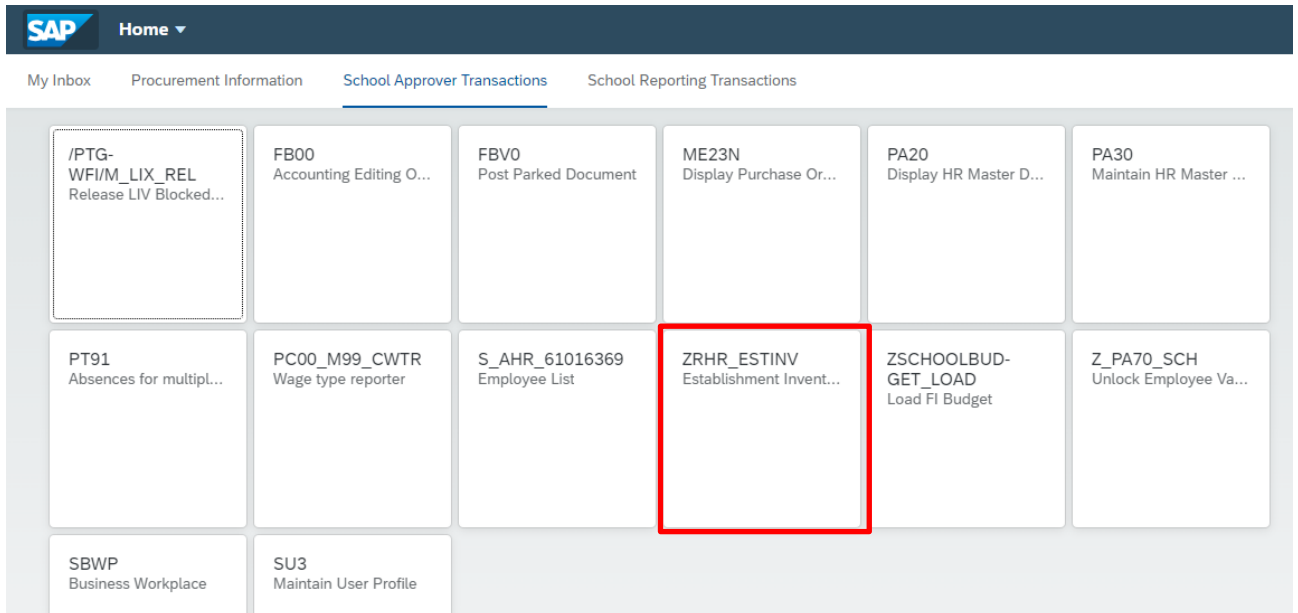 SAP Home
My Inbox Procurement Information School Approver Transactions School Reporting Transactions
/PTG-
WFI/M_LIX_REL
Release LIV Blocked...
FB00
Accounting Editing O...
FBV0
Post Parked Document
ME23N
Display Purchase Or...
PA20
Display HR Master D...
PA30
Maintain HR Master ...
PT91
Absences for multipl...
PC00_M99_CWTR
Wage type reporter
S_AHR_61016369
Employee List
ZRHR_ESTINV
Establishment Invent...
ZSCHOOLBUD-
GET_LOAD
Load FI Budget
Z_PA70_SCH
Unlock Employee Va...
SBWP
Business Workplace
SU3
Maintain User Profile